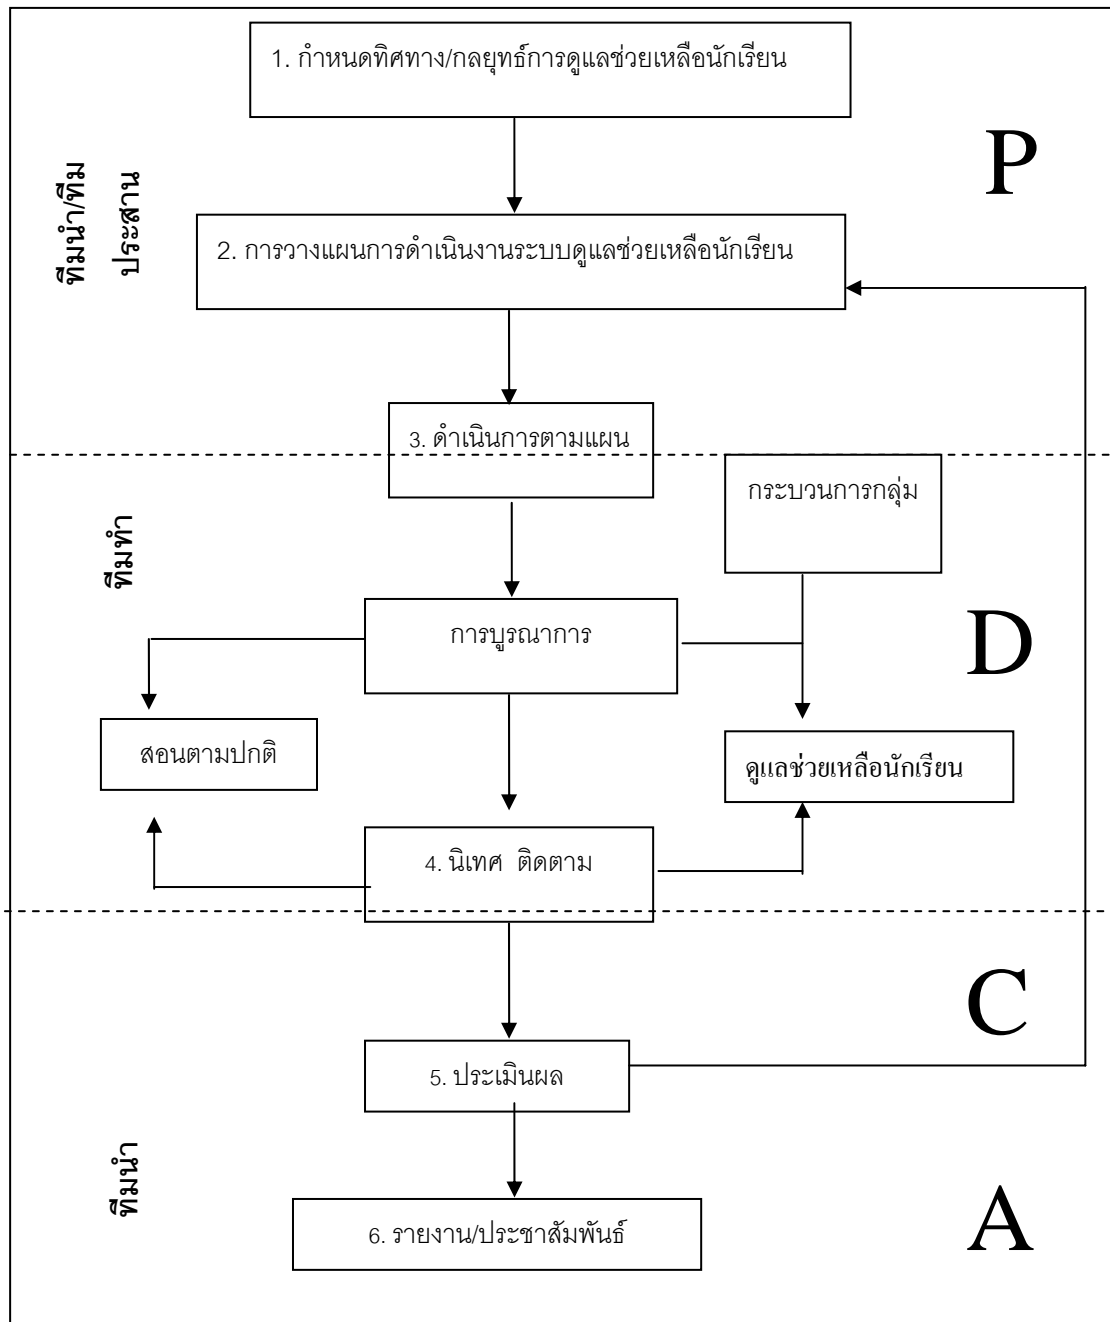 1. กำหนดทิศทาง/กลยุทธ์การดูแลช่วยเหลือนักเรียน
P
ทีมนำ/ทีม
ประสาน
2. การวางแผนการดำเนินงานระบบดูแลช่วยเหลือนักเรียน
3. ดำเนินการตามแผน
กระบวนการกลุ่ม
ทีมทำ
การบูรณาการ
D
สอนตามปกติ
ดูแลช่วยเหลือนักเรียน
4. นิเทศ ติดตาม
C
5. ประเมินผล
ทีมนำ
6. รายงาน/ประชาสัมพันธ์
A